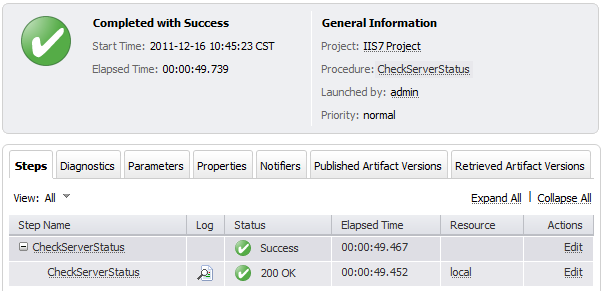 Completed with Success
Start Time: 2011-12-16 10:45:23 CST
Elapsed Time: 00:00:49.739
General Information
Project: IIS7 Project
Procedure: CheckServerStatus
Launched by: admin
Priority: normal
Steps Diagnostics Parameters Properties Notifiers Published Artifact Versions Retrieved Artifact Versions
View: All Expand All Collapse All
Step Name Log Status Elapsed Time Resource Actions
CheckServerStatus Success 00:00:49.467 Edit
CheckServerStatus 200 OK 00:00:49.452 local Edit